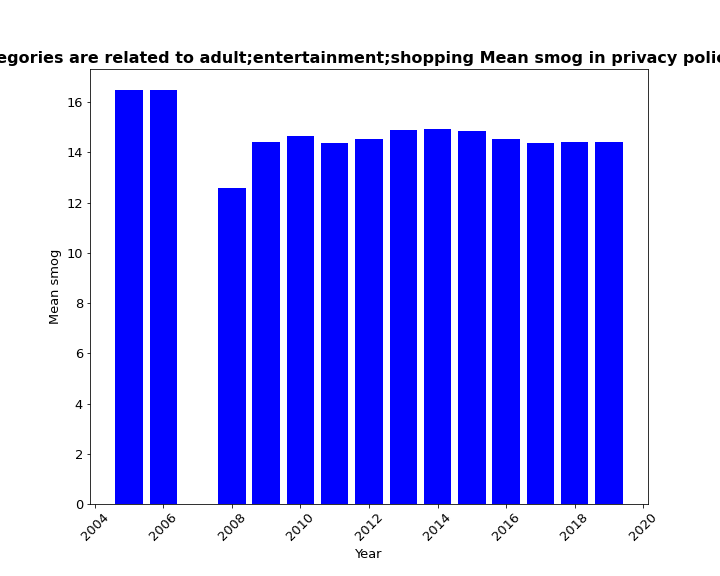 egories are related to adult;entertainment;shopping Mean smog in privacy polic
16
14
12
10
8
6
4
2
0
Mean smog
2004 2006 2008 2010 2012 2014 2016 2018 2020
Year